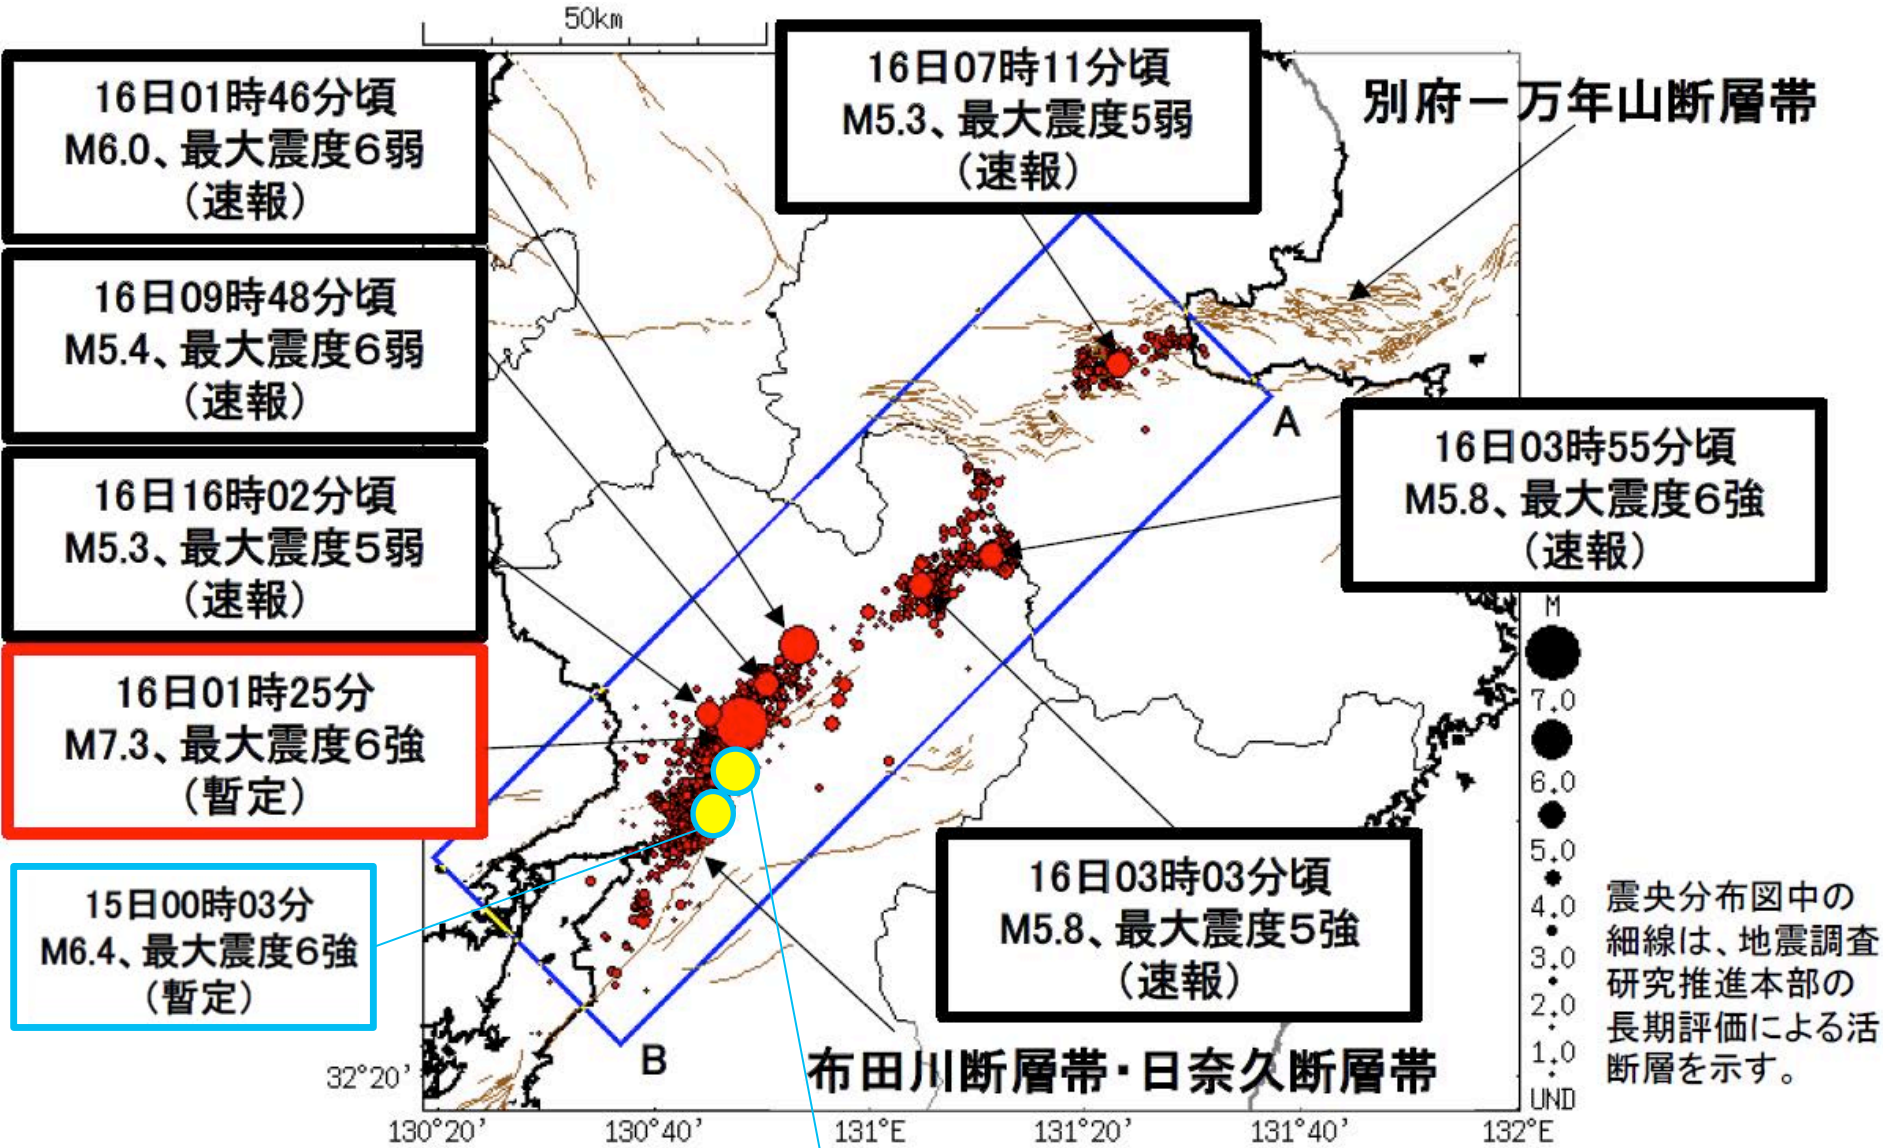 50km
16日01時46分頃
M6.0、最大震度6弱
(速報)
16日07時11分頃
M5.3、最大震度5弱
(速報)
別府－万年山断層帯
16日09時48分頃
M5.4、最大震度6弱
(速報)
A
16日03時55分頃
M5.8、最大震度6強
(速報)
16日16時02分頃
M5.3、最大震度5弱
(速報)
16日01時25分
M7.3、最大震度6強
(暫定)
15日00時03分
M6.4、最大震度6強
(暫定)
16日03時03分頃
M5.8、最大震度5強
(速報)
M
7.0
6.0
5.0
4.0
3.0
2.0
1.0
UND
震央分布図中の
細線は、地震調査
研究推進本部の
長期評価による活
断層を示す。
B
布田川断層帯・日奈久断層帯
32°20'
130°20'
130°40'
131°E
131°20'
131°40'
132°E